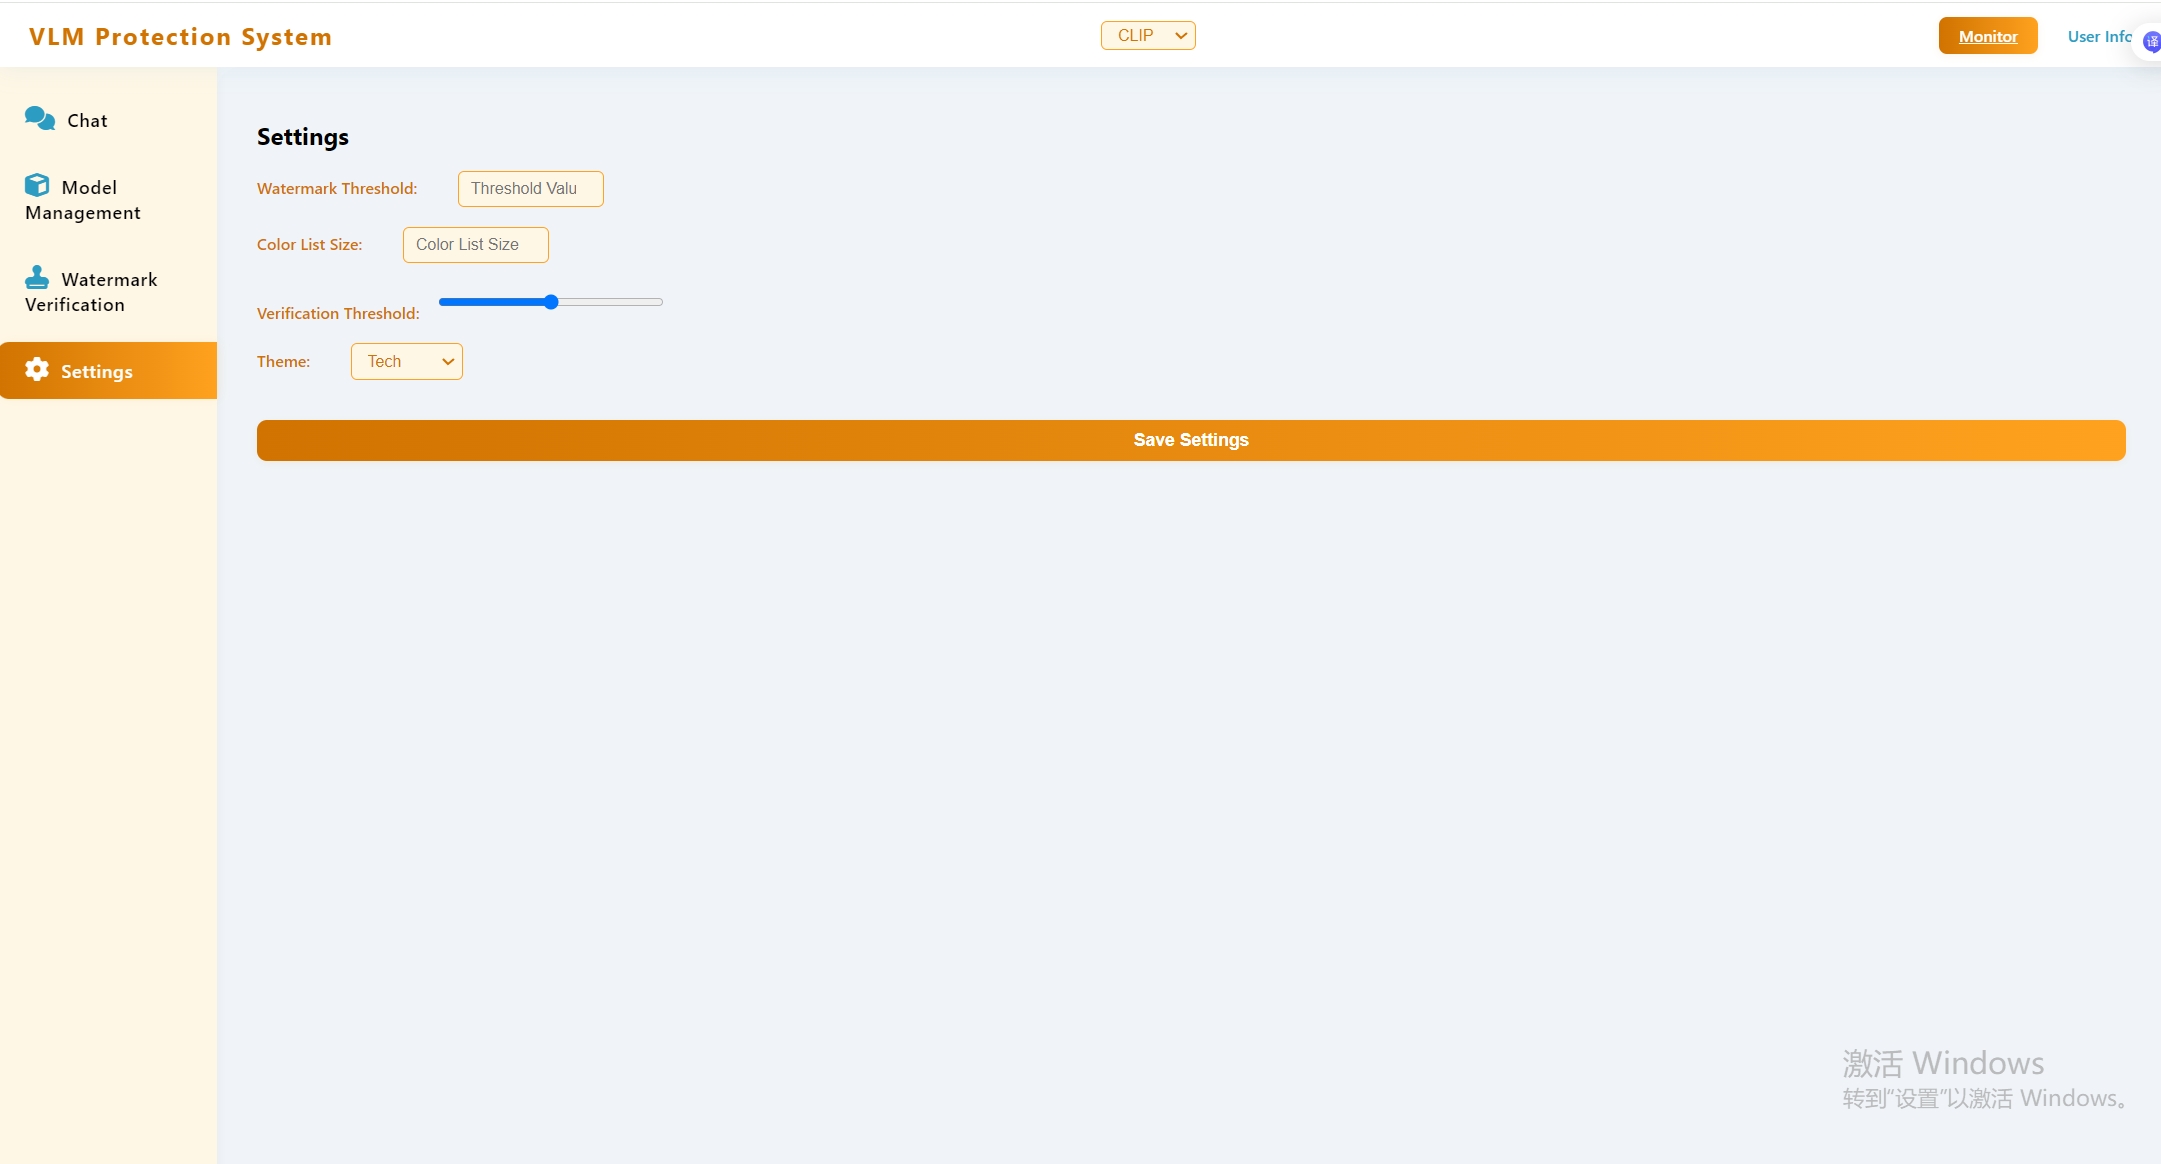 VLM Protection System
CLIP
Monitor
User Info
译
Chat
Model
Management
Watermark
Verification
Settings
Settings
Watermark Threshold:
Threshold Valu
Color List Size:
Color List Size
Verification Threshold:
Theme:
Tech
Save Settings
激活 Windows
转到“设置”以激活 Windows。